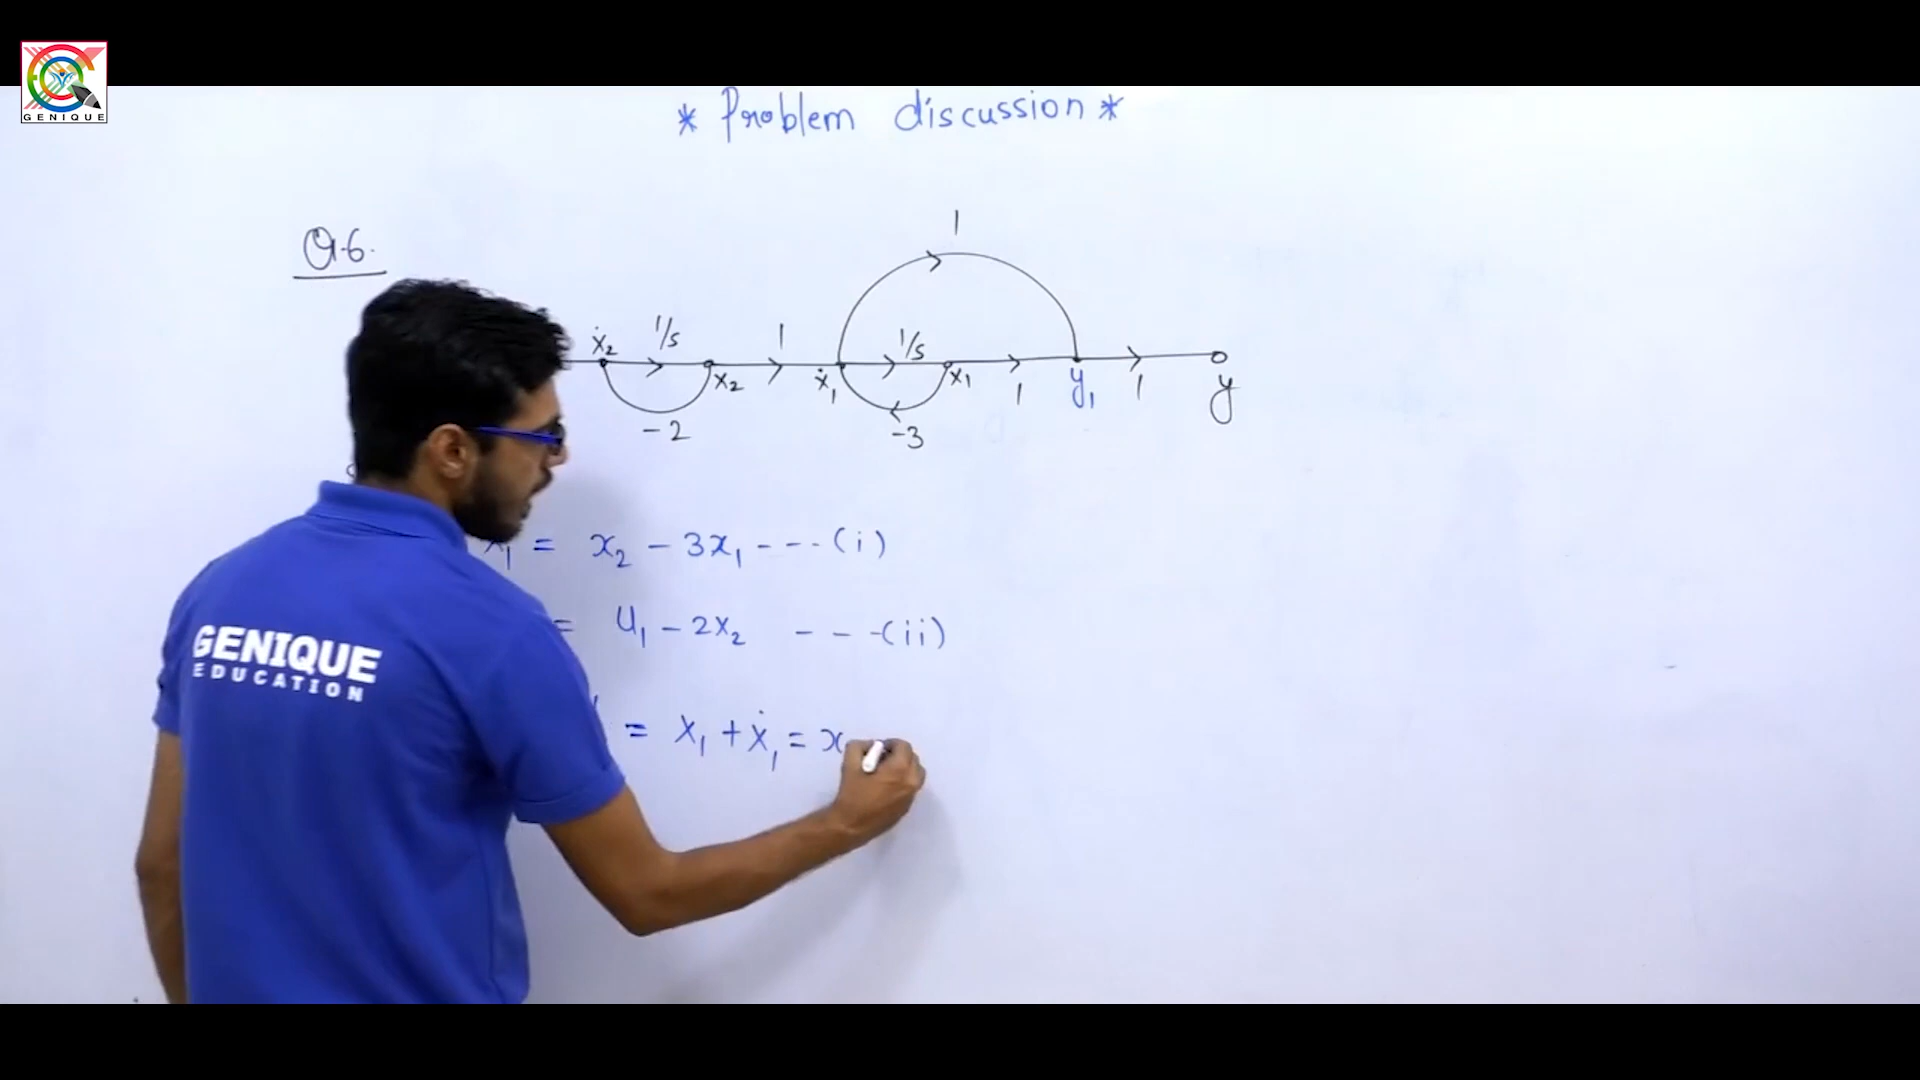 GENIQUE
* Problem discussion *
Q.6.
1
ẋ₂ 1/s 1 1/s
x₂ ẋ₁ x₁ 1 y₁ 1 y
-2 -3
ẋ₁ = x₂ - 3x₁ - - - - (i)
= U₁ - 2x₂ - - - (ii)
= x₁ + ẋ₁ = x
GENIQUE
EDUCATION